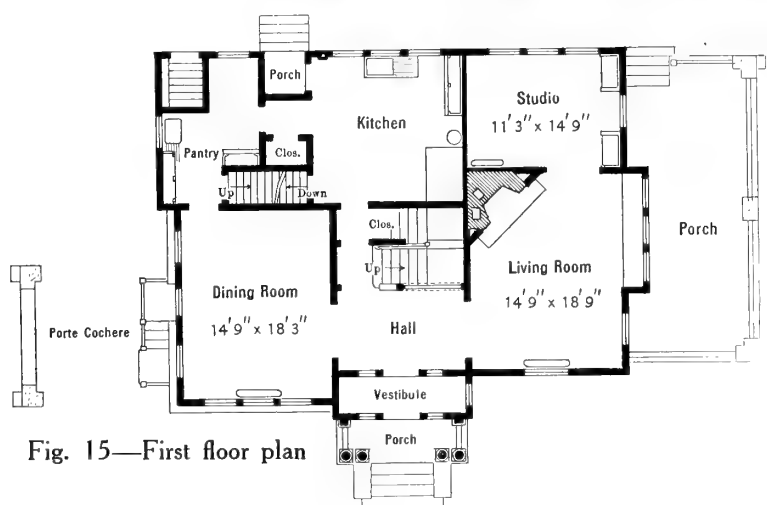 Porch
Studio
11'3" x 14'9"
Kitchen
Pantry
Clos.
Up
Down
Clos.
Up
Porch
Living Room
14'9" x 18'9"
Dining Room
14'9" x 18'3"
Hall
Porte Cochere
Vestibule
Porch
Fig. 15—First floor plan